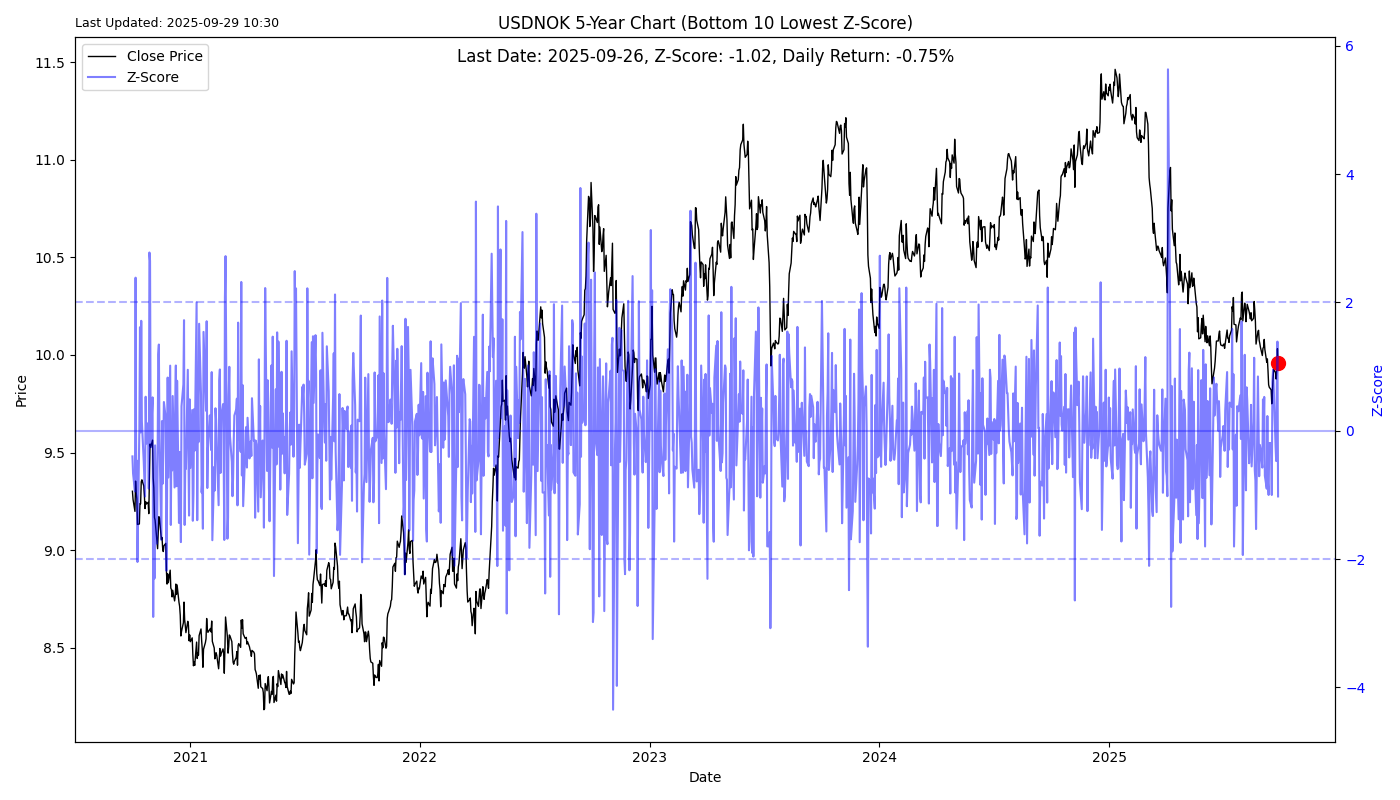 Last Updated: 2025-09-29 10:30
USDNOK 5-Year Chart (Bottom 10 Lowest Z-Score)
Last Date: 2025-09-26, Z-Score: -1.02, Daily Return: -0.75%
Close Price
Z-Score
Price
11.5
11.0
10.5
10.0
9.5
9.0
8.5
6
4
2
0
−2
−4
Z-Score
2021
2022
2023
2024
2025
Date